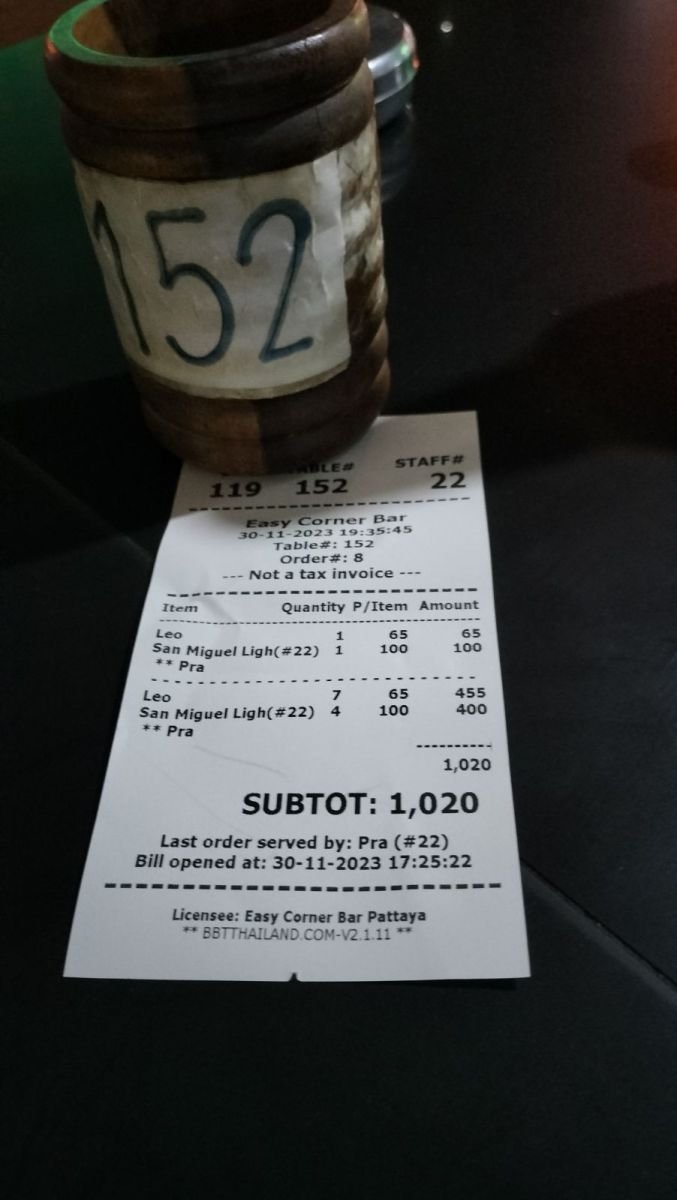 152
TABLE# STAFF#
119 152 22
Easy Corner Bar
30-11-2023 19:35:45
Table#: 152
Order#: 8
--- Not a tax invoice ---
Item Quantity P/Item Amount
Leo 1 65 65
San Miguel Ligh(#22) 1 100 100
** Pra
Leo 7 65 455
San Miguel Ligh(#22) 4 100 400
** Pra
1,020
SUBTOT: 1,020
Last order served by: Pra (#22)
Bill opened at: 30-11-2023 17:25:22
Licensee: Easy Corner Bar Pattaya
** BBTTHAILAND.COM-V2.1.11 **